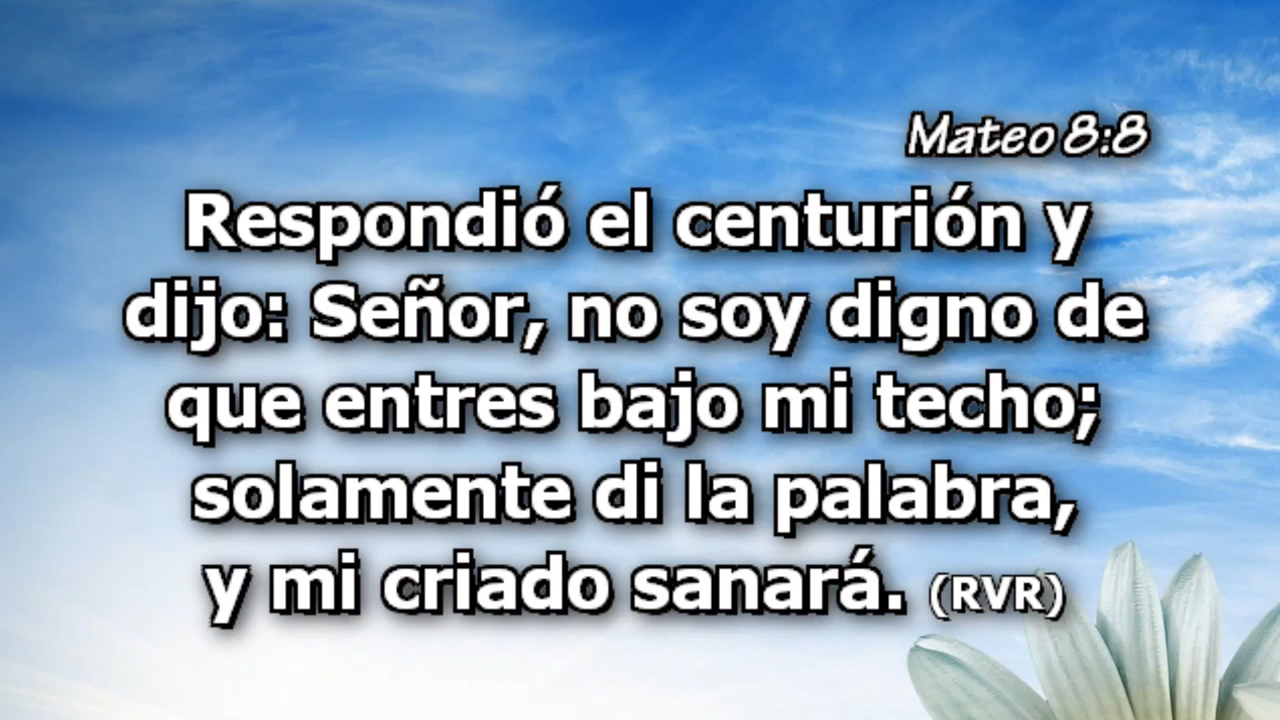 Mateo 8:8
Respondió el centurión y
dijo: Señor, no soy digno de
que entres bajo mi techo;
solamente di la palabra,
y mi criado sanará. (RVR)